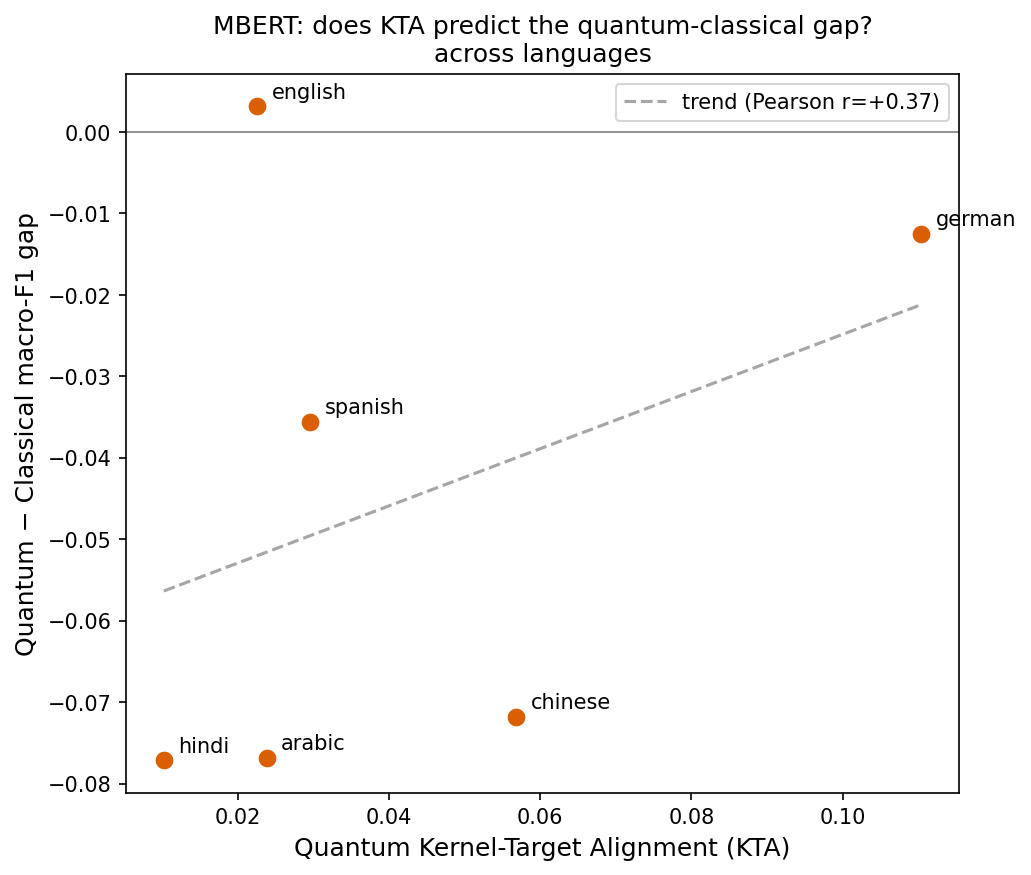 MBERT: does KTA predict the quantum-classical gap?
across languages
trend (Pearson r=+0.37)
english
german
spanish
chinese
hindi
arabic
0.00
−0.01
−0.02
−0.03
−0.04
−0.05
−0.06
−0.07
−0.08
Quantum − Classical macro-F1 gap
0.02 0.04 0.06 0.08 0.10
Quantum Kernel-Target Alignment (KTA)